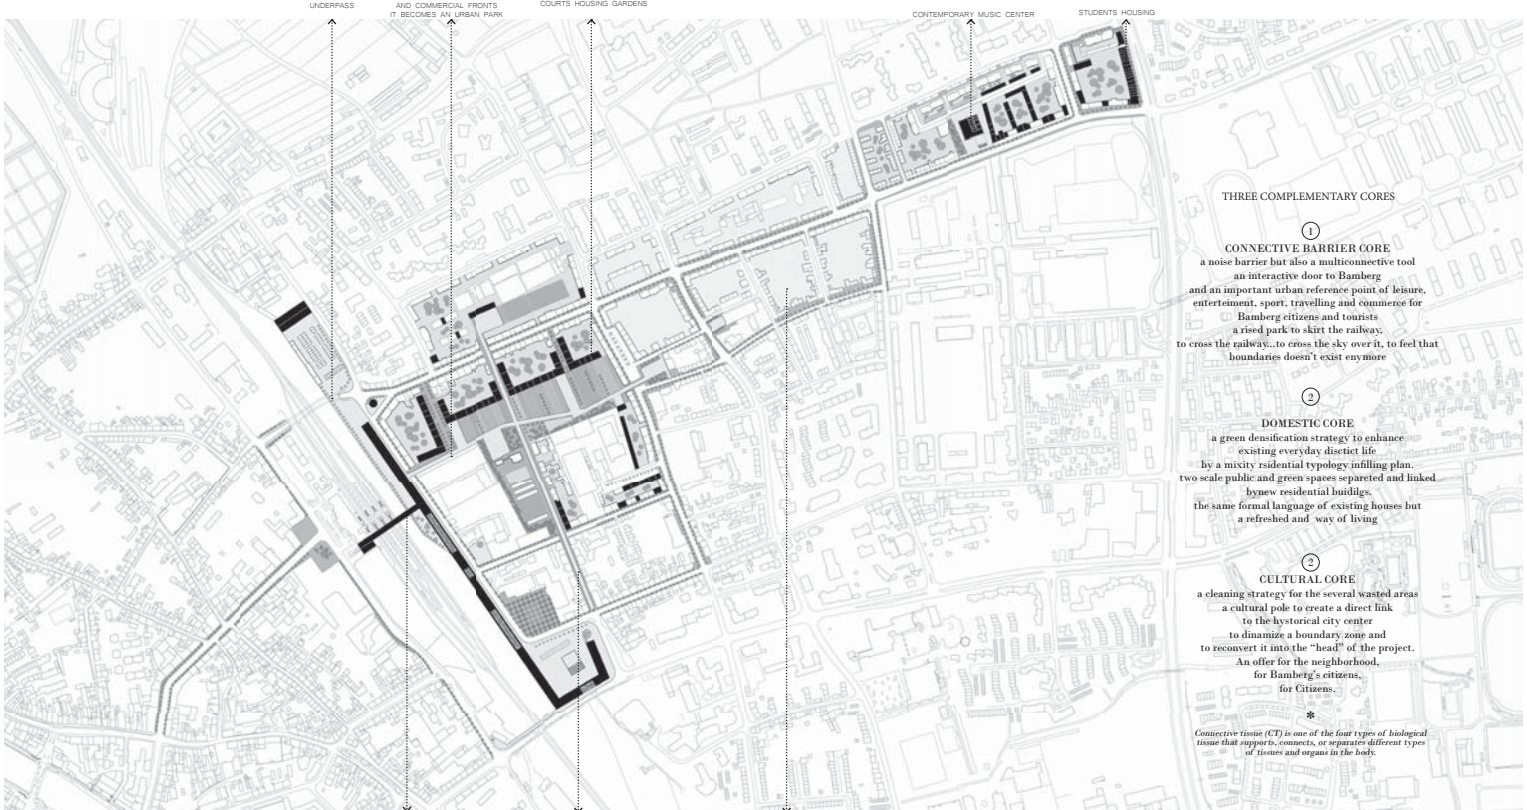 UNDERPASS
AND COMMERCIAL FRONTS
IT BECOMES AN URBAN PARK
COURTS HOUSING GARDENS
CONTEMPORARY MUSIC CENTER
STUDENTS HOUSING
THREE COMPLEMENTARY CORES
1
CONNECTIVE BARRIER CORE
a noise barrier but also a multiconnective tool
an interactive door to Bamberg
and an important urban reference point of leisure,
enterteiment, sport, travelling and commerce for
Bamberg citizens and tourists
a rised park to skirt the railway,
to cross the railway...to cross the sky over it, to feel that
boundaries doesn't exist enymore
2
DOMESTIC CORE
a green densification strategy to enhance
existing everyday disctict life
by a mixity rsidential typology infilling plan.
two scale public and green spaces separeted and linked
bynew residential buidilgs.
the same formal language of existing houses but
a refreshed and way of living
2
CULTURAL CORE
a cleaning strategy for the several wasted areas
a cultural pole to create a direct link
to the hystorical city center
to dinamize a boundary zone and
to reconvert it into the "head" of the project.
An offer for the neighborhood,
for Bamberg's citizens,
for Citizens.
*
Connective tissue (CT) is one of the four types of biological
tissue that supports, connects, or separates different types
of tissues and organs in the body.